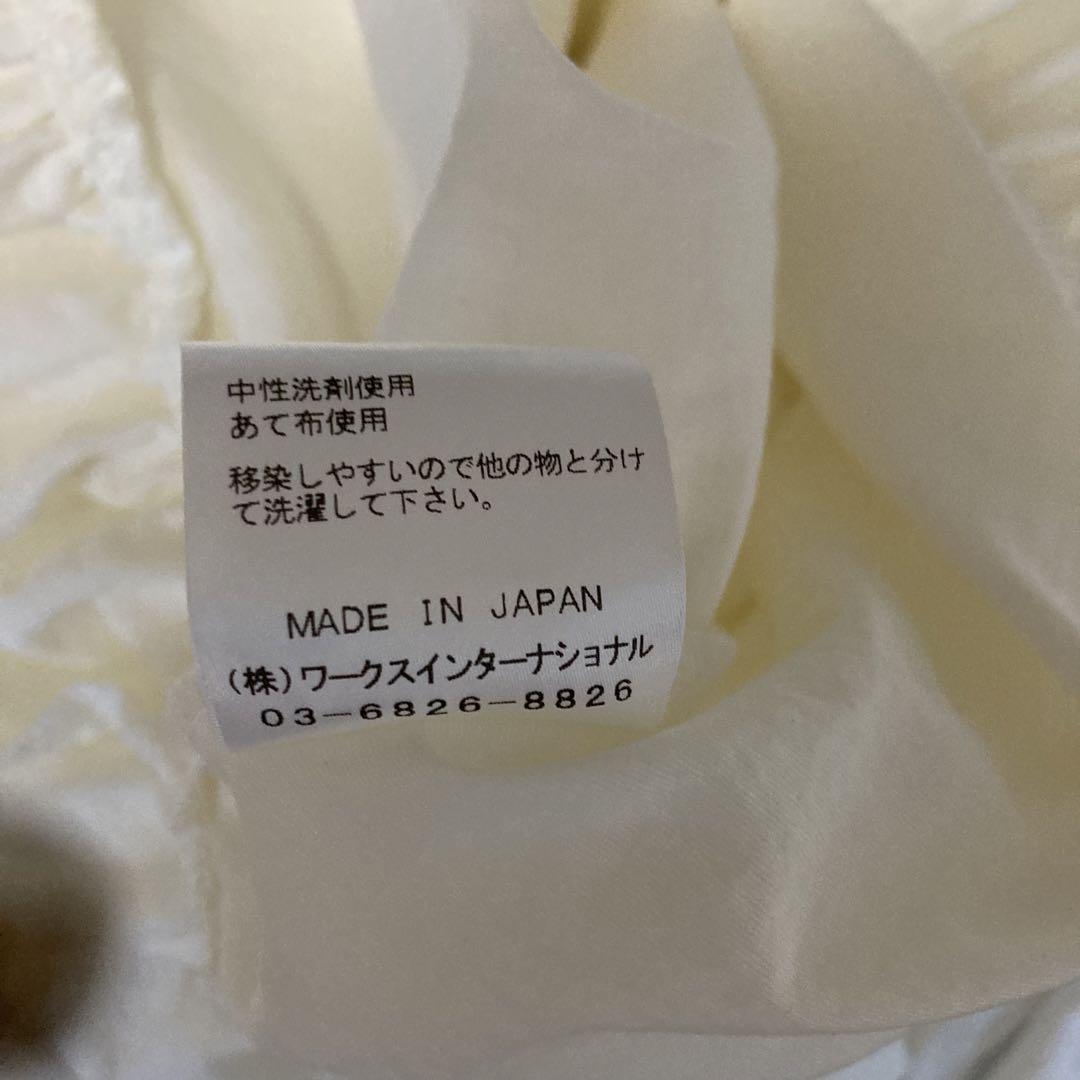 中性洗剤使用
あて布使用
移染しやすいので他の物と分け
て洗濯して下さい。
MADE IN JAPAN
(株)ワークスインターナショナル
03-6826-8826